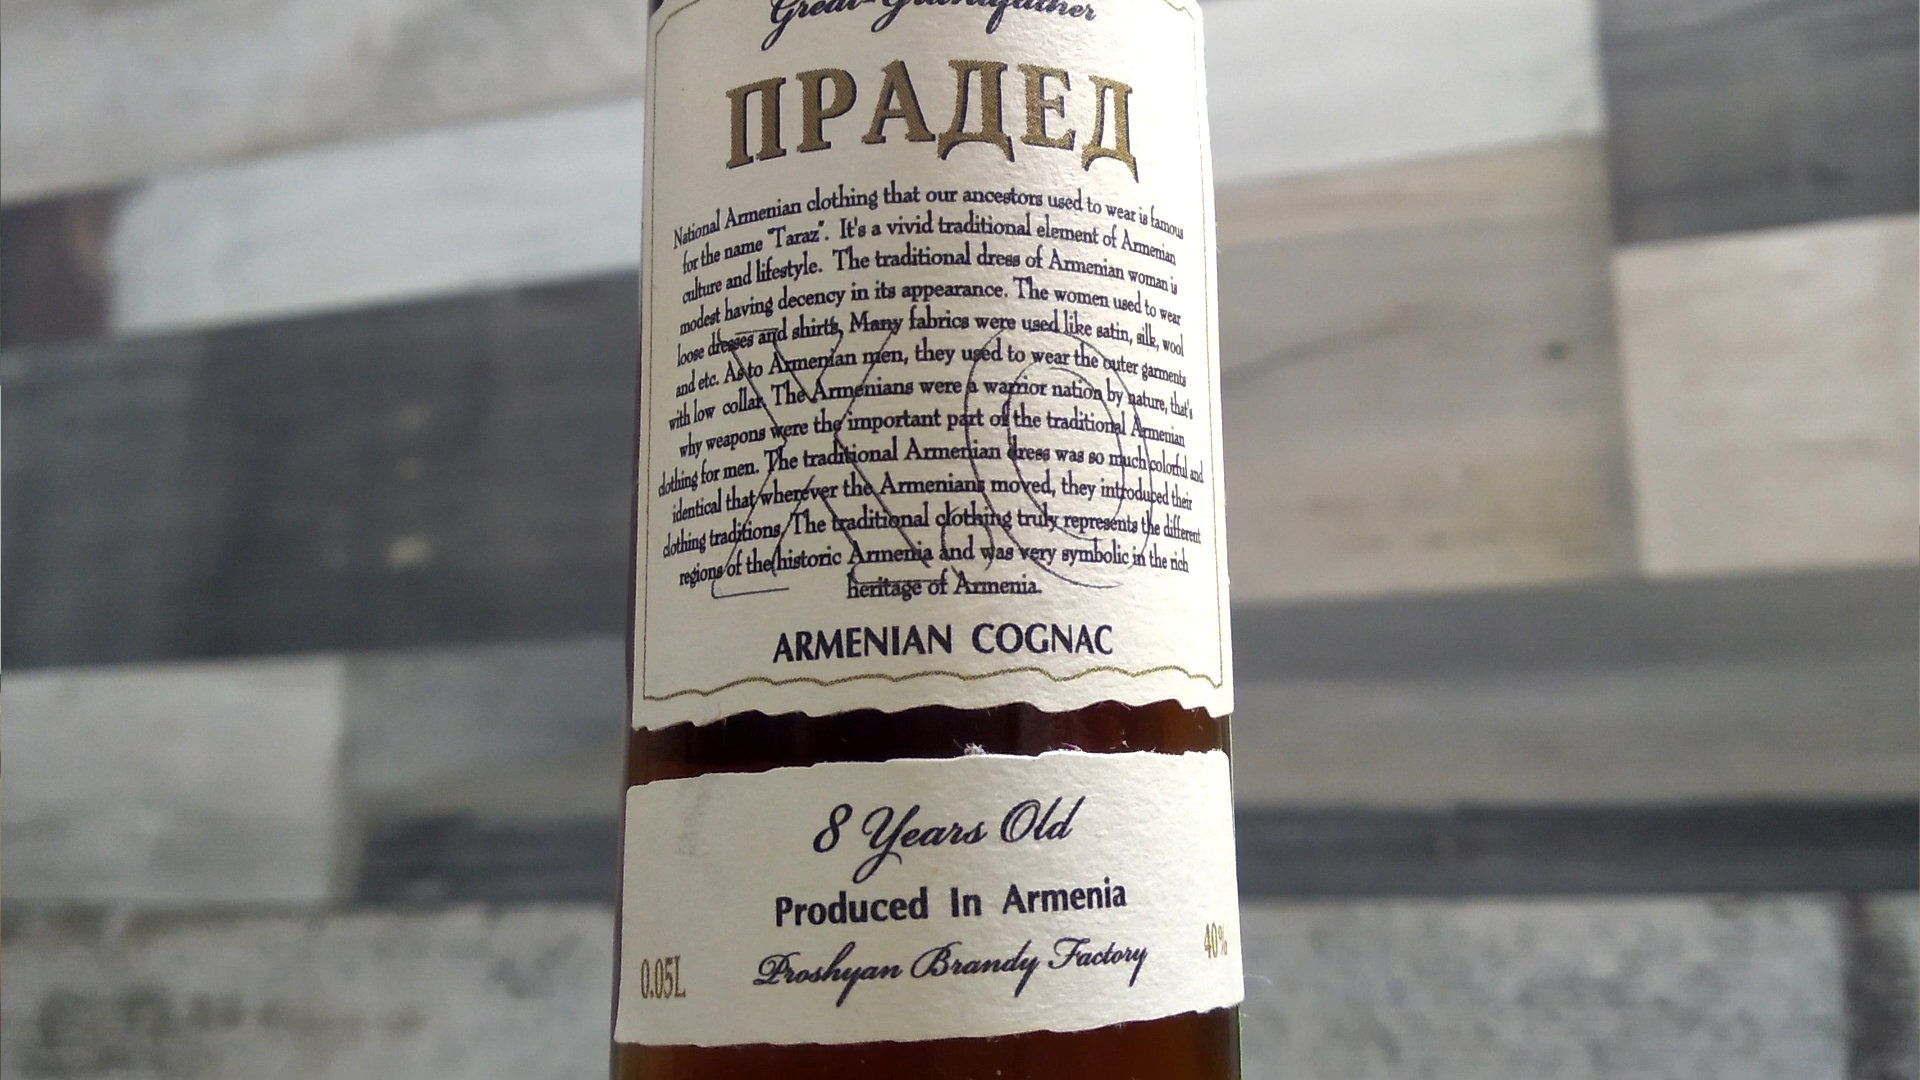 Great-Grandfather
ПРАДЕД
National Armenian clothing that our ancestors used to wear is famous
for the name "Taraz". It's a vivid traditional element of Armenian
culture and lifestyle. The traditional dress of Armenian woman is
modest having decency in its appearance. The women used to wear
loose dresses and shirts, Many fabrics were used like satin, silk, wool
and etc. As to Armenian men, they used to wear the outer garments
with low collar. The Armenians were a warrior nation by nature, that's
why weapons were the important part of the traditional Armenian
clothing for men. The traditional Armenian dress was so much colorful and
identical that wherever the Armenians moved, they introduced their
clothing traditions. The traditional clothing truly represents the different
regions of the historic Armenia and was very symbolic in the rich
heritage of Armenia.
ARMENIAN COGNAC
8 Years Old
Produced In Armenia
Proshyan Brandy Factory
0.05L
40%